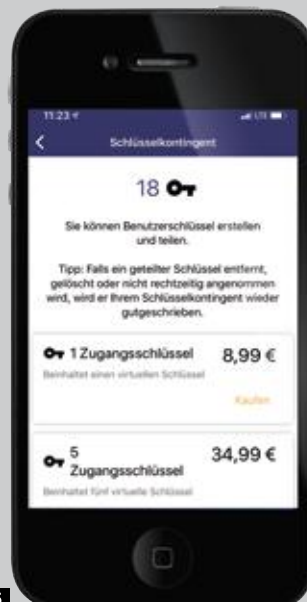 11:23
LTE
Schlüsselkontingent
18
Sie können Benutzerschlüssel erstellen
und teilen.
Tipp: Falls ein geteilter Schlüssel entfernt,
gelöscht oder nicht rechtzeitig angenommen
wird, wird er Ihrem Schlüsselkontingent wieder
gutgeschrieben.
1 Zugangsschlüssel 8,99 €
Beinhaltet einen virtuellen Schlüssel
Kaufen
5 34,99 €
Zugangsschlüssel
Beinhaltet fünf virtuelle Schlüssel